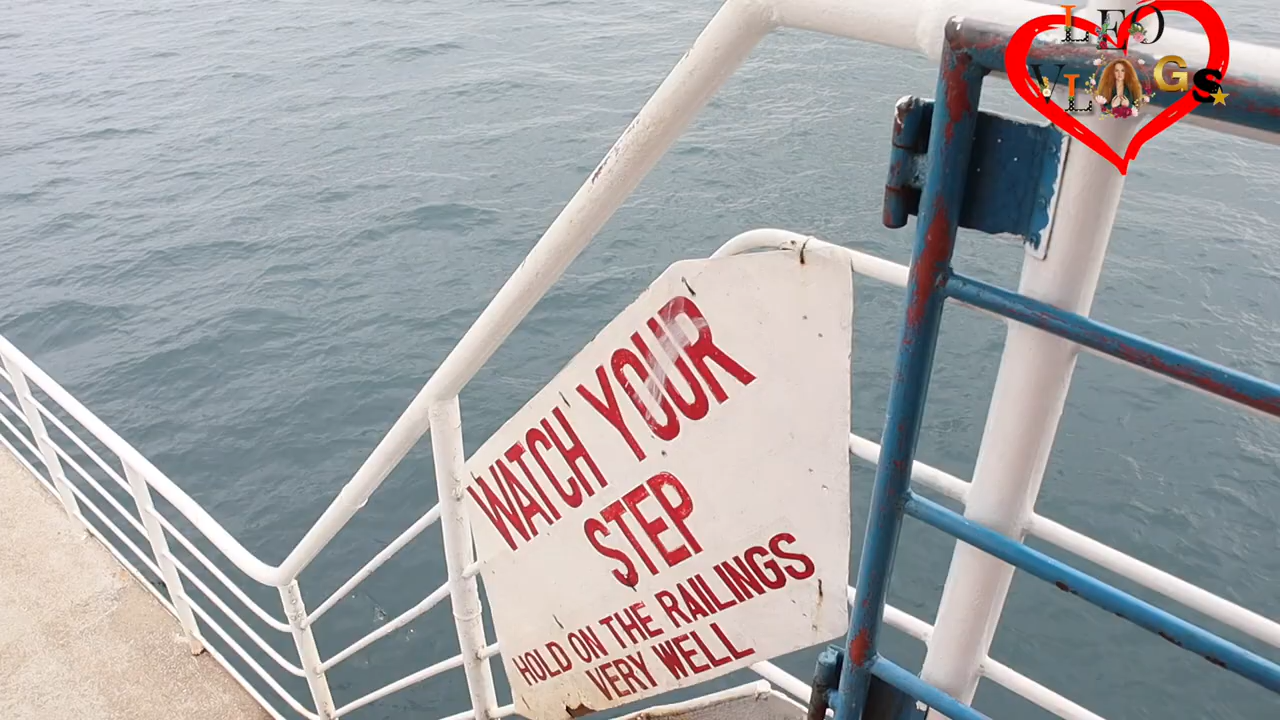 LEO
VLOGS
WATCH YOUR
STEP
HOLD ON THE RAILINGS
VERY WELL